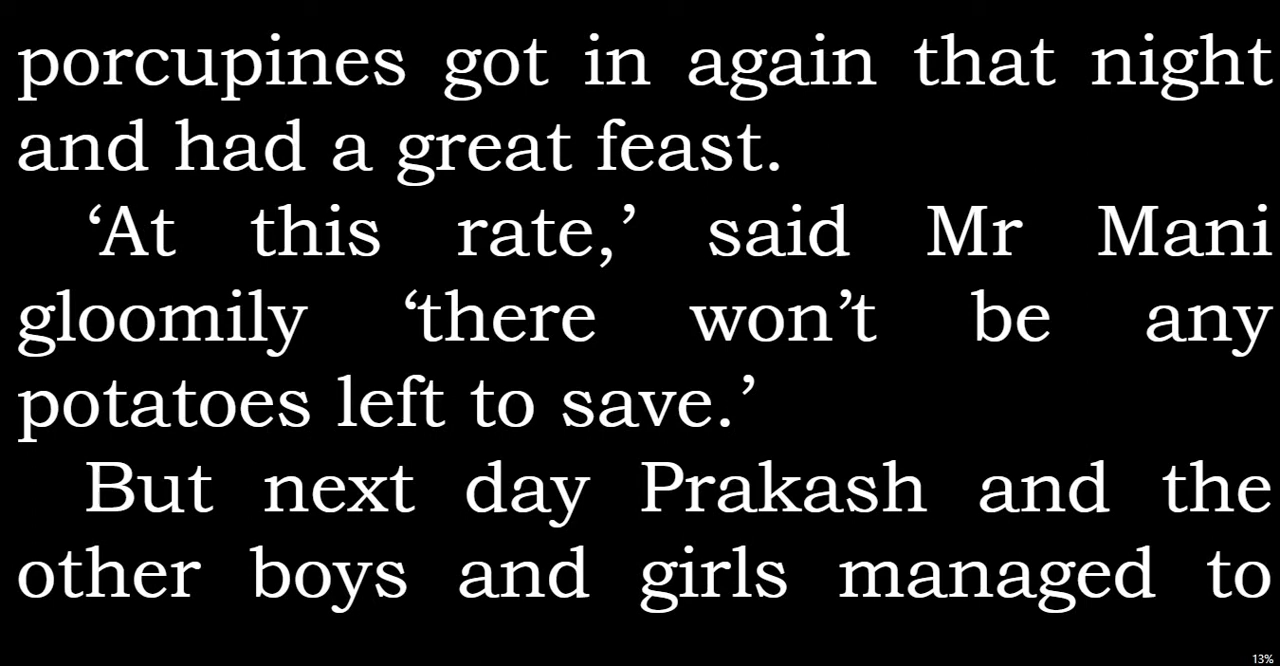 porcupines got in again that night
and had a great feast.
‘At this rate,’ said Mr Mani
gloomily ‘there won’t be any
potatoes left to save.’
But next day Prakash and the
other boys and girls managed to
13%